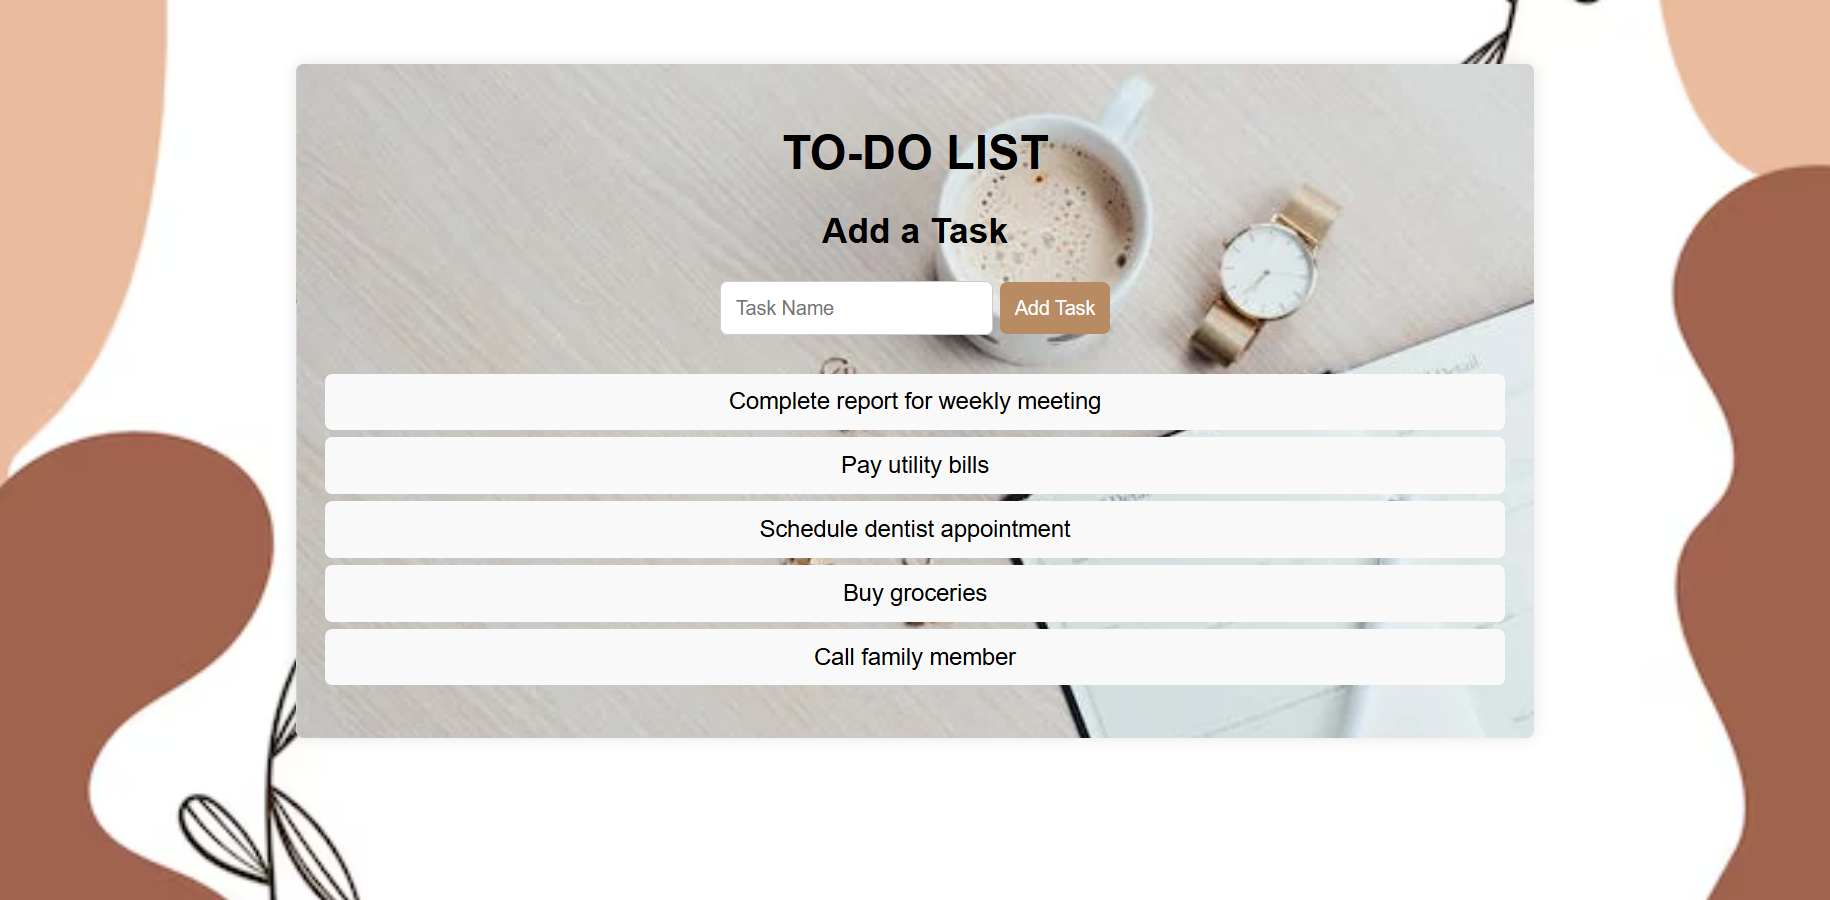 TO-DO LIST
Add a Task
Task Name
Add Task
Complete report for weekly meeting
Pay utility bills
Schedule dentist appointment
Buy groceries
Call family member